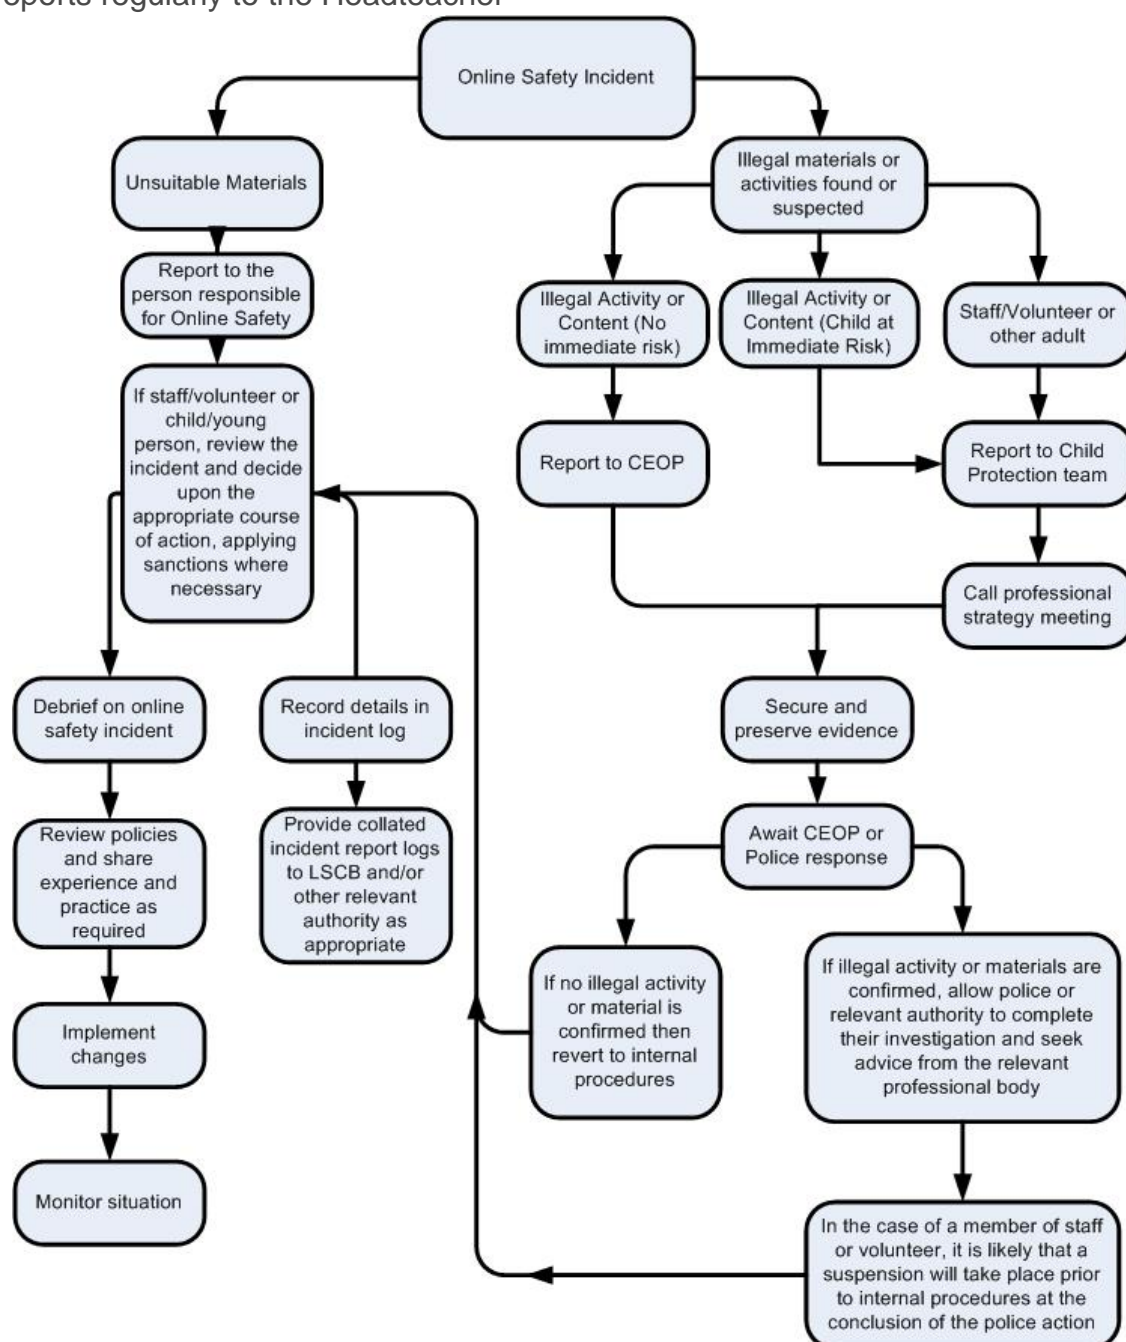 eports regularly to the Headteacher
Online Safety Incident
Unsuitable Materials
Illegal materials or
activities found or
suspected
Report to the
person responsible
for Online Safety
Illegal Activity or
Content (No
immediate risk)
Illegal Activity or
Content (Child at
Immediate Risk)
Staff/Volunteer or
other adult
If staff/volunteer or
child/young
person, review the
incident and decide
upon the
appropriate course
of action, applying
sanctions where
necessary
Report to CEOP
Report to Child
Protection team
Call professional
strategy meeting
Debrief on online
safety incident
Record details in
incident log
Secure and
preserve evidence
Review policies
and share
experience and
practice as
required
Provide collated
incident report logs
to LSCB and/or
other relevant
authority as
appropriate
Await CEOP or
Police response
If no illegal activity
or material is
confirmed then
revert to internal
procedures
If illegal activity or materials are
confirmed, allow police or
relevant authority to complete
their investigation and seek
advice from the relevant
professional body
Implement
changes
Monitor situation
In the case of a member of staff
or volunteer, it is likely that a
suspension will take place prior
to internal procedures at the
conclusion of the police action